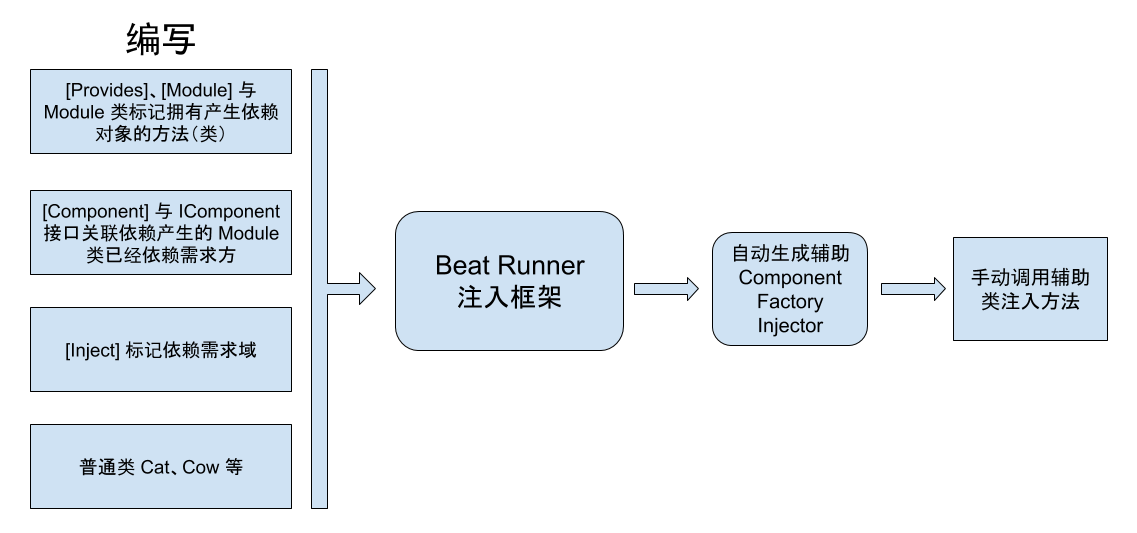 编写
[Provides]、[Module] 与
Module 类标记拥有产生依赖
对象的方法（类）
[Component] 与 IComponent
接口关联依赖产生的 Module
类已经依赖需求方
[Inject] 标记依赖需求域
普通类 Cat、Cow 等
Beat Runner
注入框架
自动生成辅助
Component
Factory
Injector
手动调用辅助
类注入方法